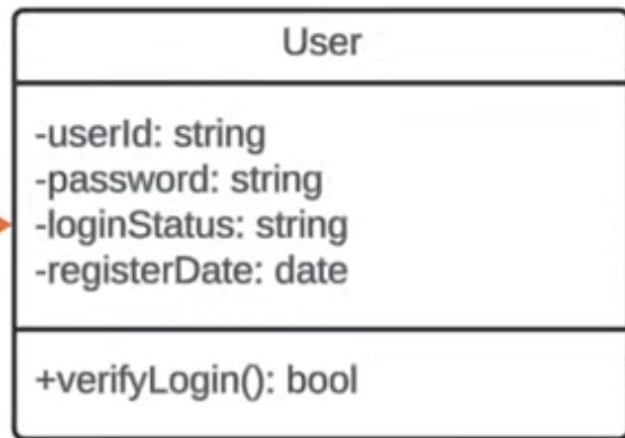 User
-userId: string
-password: string
-loginStatus: string
-registerDate: date
+verifyLogin(): bool